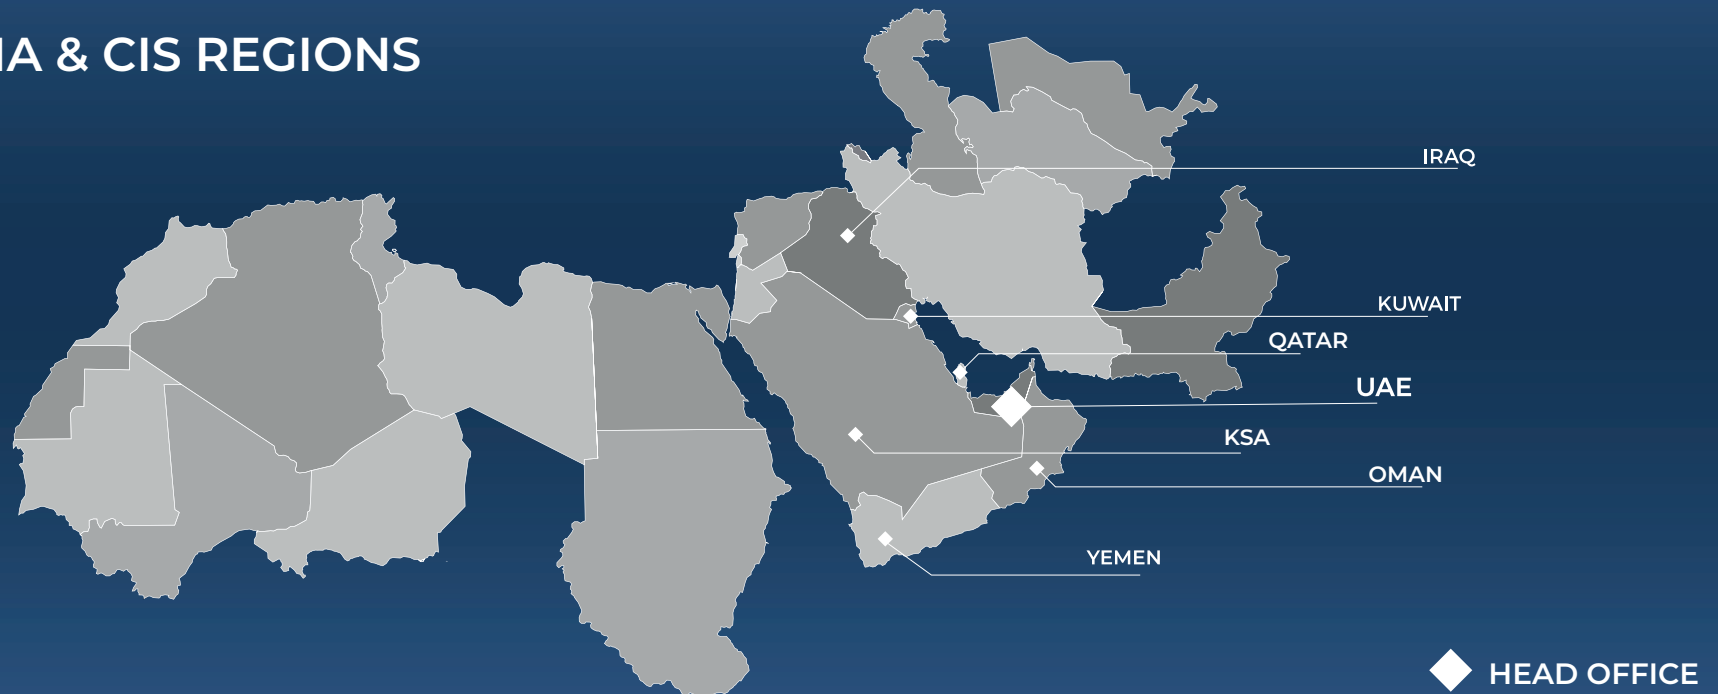 IA & CIS REGIONS
IRAQ
KUWAIT
QATAR
UAE
KSA
OMAN
YEMEN
HEAD OFFICE